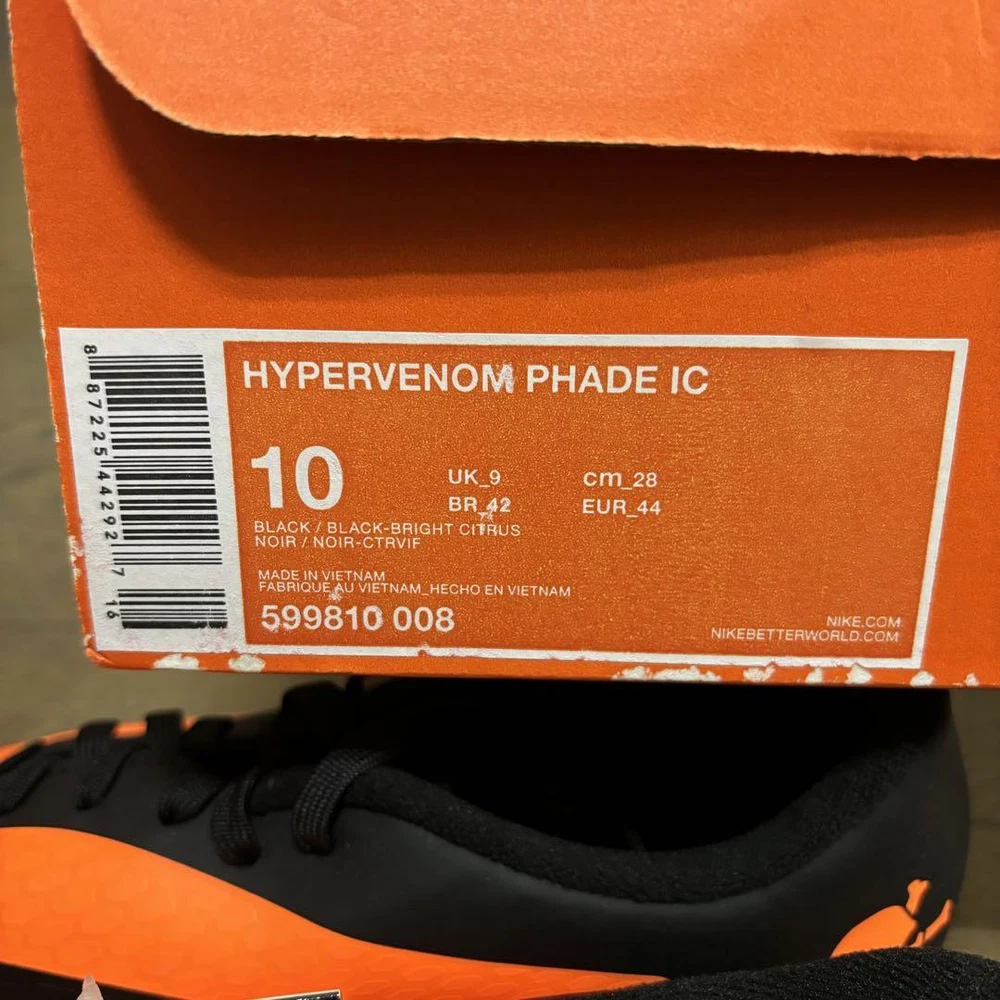 HYPERVENOM PHADE IC
10
UK_9
cm_28
BR_42
EUR_44
BLACK / BLACK-BRIGHT CITRUS
NOIR / NOIR-CTRVIF
MADE IN VIETNAM
FABRIQUE AU VIETNAM_HECHO EN VIETNAM
599810 008
NIKE.COM
NIKEBETTERWORLD.COM
8 87225 44292 7
16